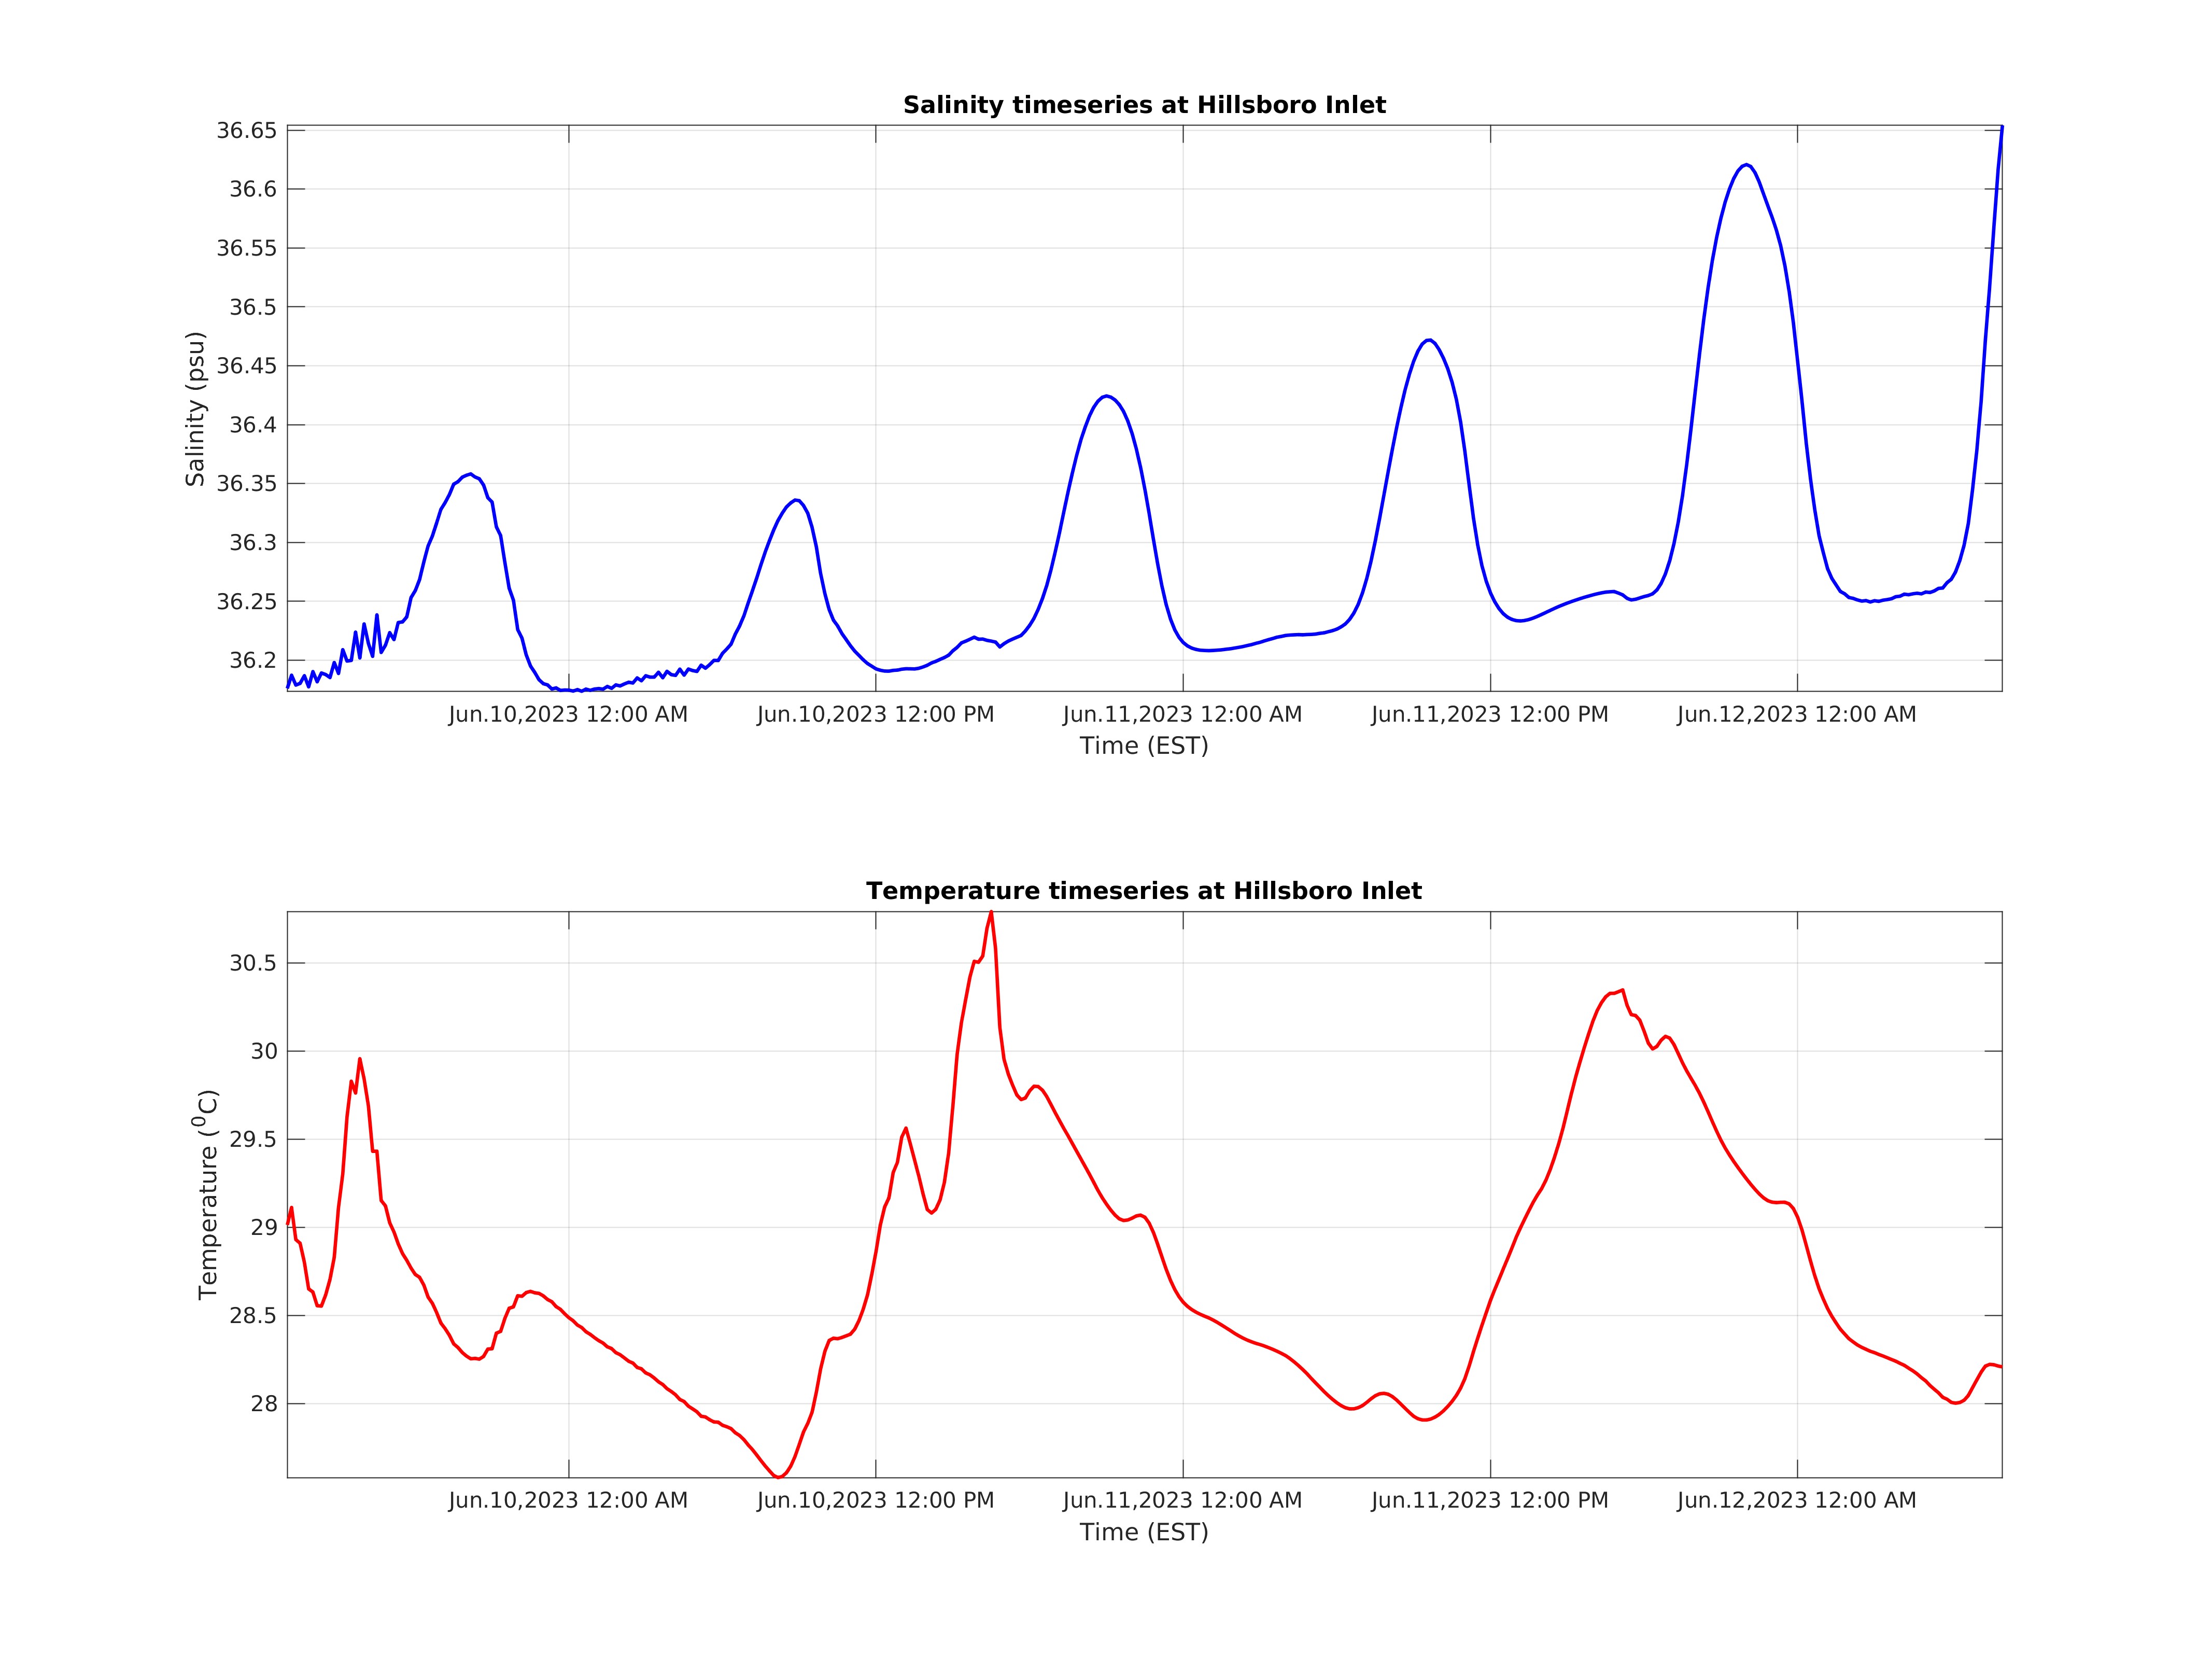 Salinity timeseries at Hillsboro Inlet
36.65
36.6
36.55
36.5
36.45
36.4
36.35
36.3
36.25
36.2
Salinity (psu)
Jun.10,2023 12:00 AM Jun.10,2023 12:00 PM Jun.11,2023 12:00 AM Jun.11,2023 12:00 PM Jun.12,2023 12:00 AM
Time (EST)
Temperature timeseries at Hillsboro Inlet
30.5
30
29.5
29
28.5
28
Temperature (⁰C)
Jun.10,2023 12:00 AM Jun.10,2023 12:00 PM Jun.11,2023 12:00 AM Jun.11,2023 12:00 PM Jun.12,2023 12:00 AM
Time (EST)